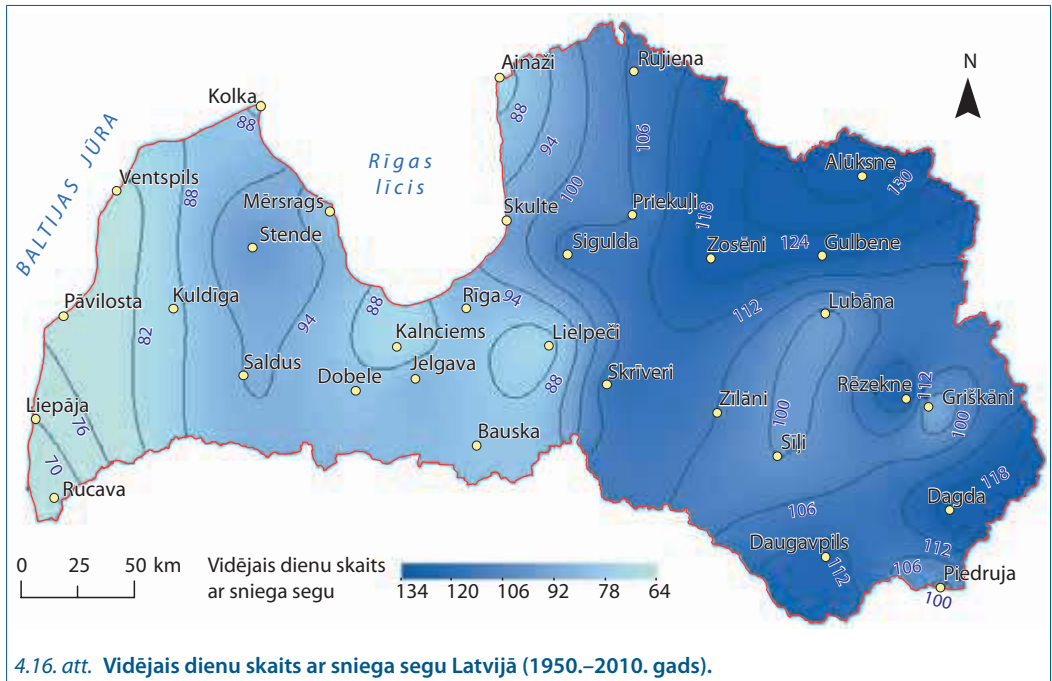 Ainaži
Rūjiena
N
Kolka
88
88
BALTIJAS JŪRA
Rīgas
līcis
94
106
Alūksne
130
Ventspils
88
100
Mērsrags
Skulte
Priekuļi
118
Stende
Sigulda
Zosēni
124
Gulbene
Pāvilosta
Kuldīga
Rīga
94
112
Lubāna
82
94
88
Kalnciems
Lielpeči
Saldus
Dobele
Jelgava
88
Skrīveri
Rēzekne
112
Griškāni
Liepāja
76
Zīlāni
100
100
Bauska
Sīļi
70
Rucava
118
Dagda
106
Daugavpils
112
112
106
Piedruja
100
0 25 50 km
Vidējais dienu skaits
ar sniega segu
134 120 106 92 78 64
4.16. att. Vidējais dienu skaits ar sniega segu Latvijā (1950.–2010. gads).